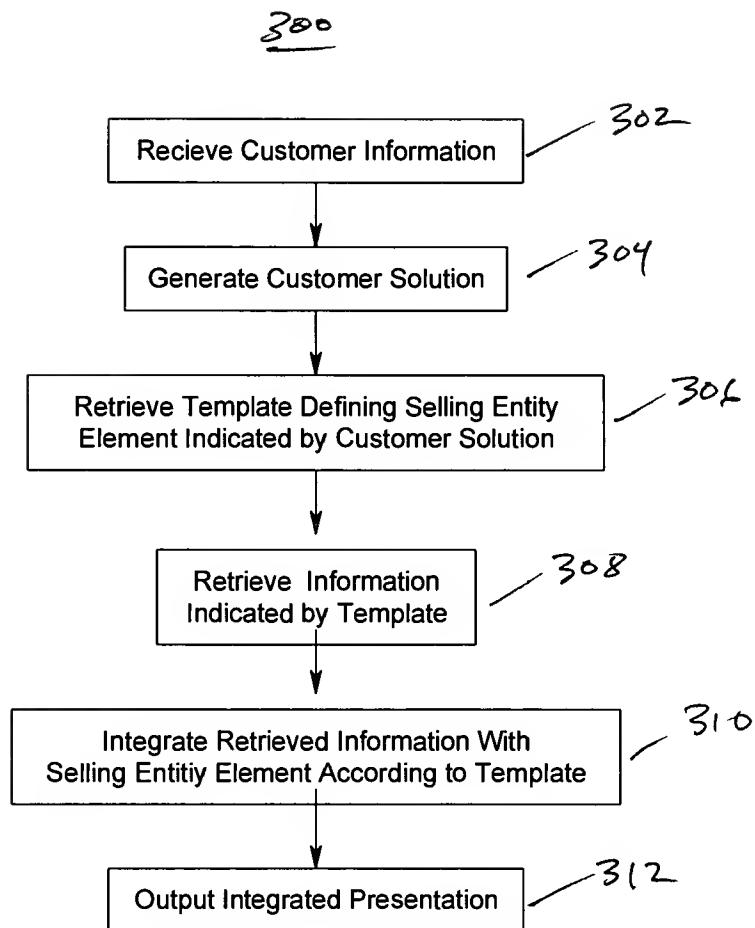 300
Recieve Customer Information
302
Generate Customer Solution
304
Retrieve Template Defining Selling Entity
Element Indicated by Customer Solution
306
Retrieve Information
Indicated by Template
308
Integrate Retrieved Information With
Selling Entitiy Element According to Template
310
Output Integrated Presentation
312